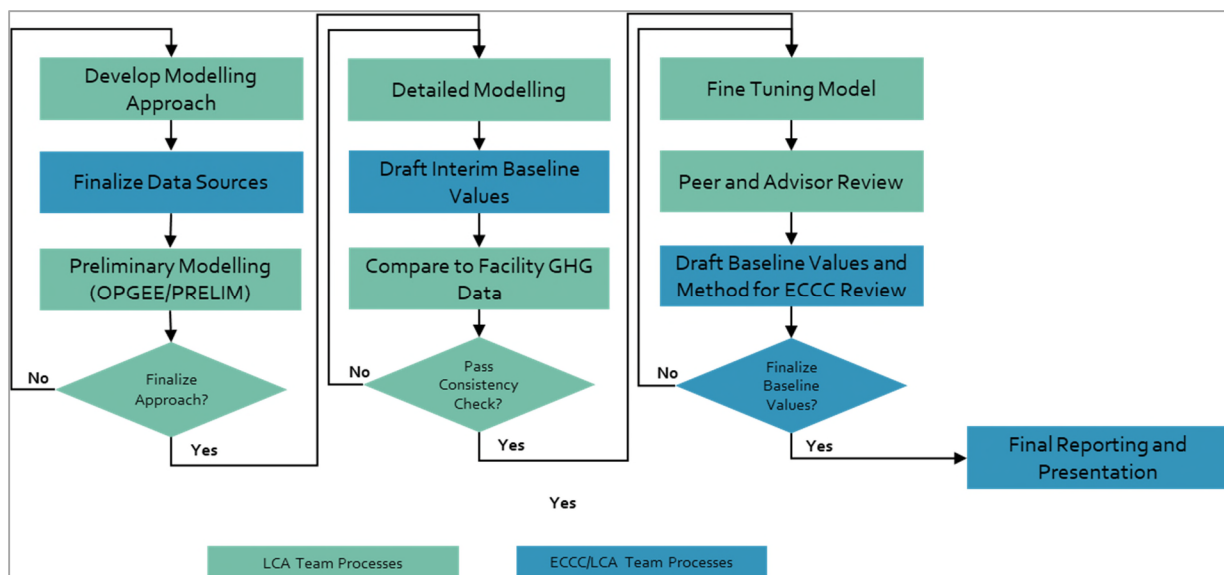 Develop Modelling
Approach
Finalize Data Sources
Preliminary Modelling
(OPGEE/PRELIM)
Finalize
Approach?
No
Yes
Detailed Modelling
Draft Interim Baseline
Values
Compare to Facility GHG
Data
Pass
Consistency
Check?
No
Yes
Fine Tuning Model
Peer and Advisor Review
Draft Baseline Values and
Method for ECCC Review
Finalize
Baseline
Values?
No
Yes
Final Reporting and
Presentation
Yes
LCA Team Processes
ECCC/LCA Team Processes